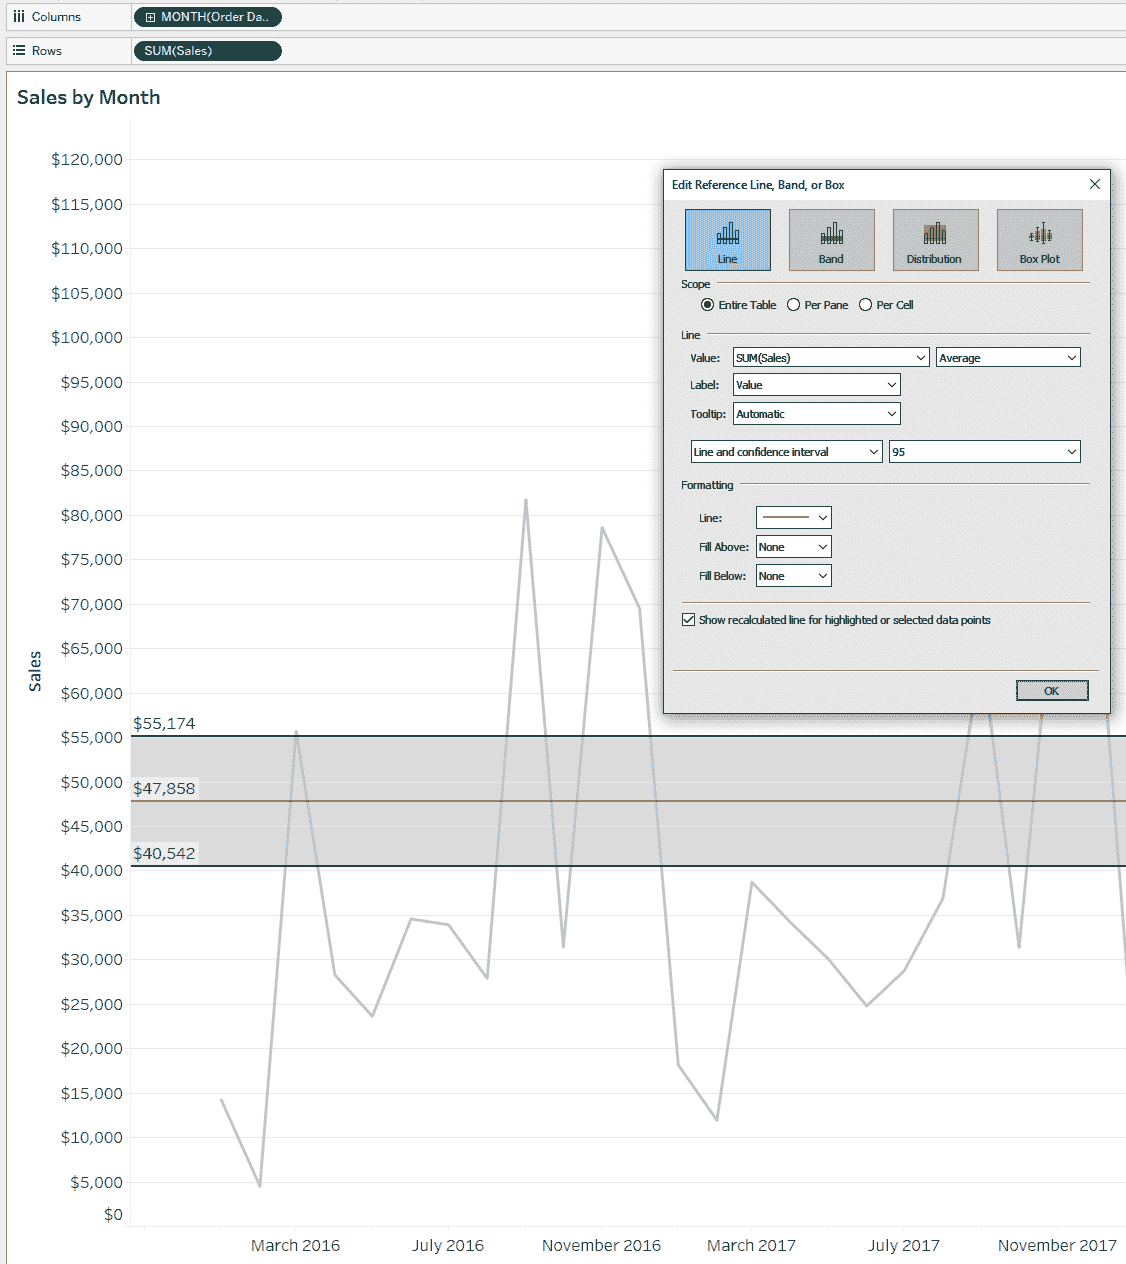 Columns
MONTH(Order Da..
Rows
SUM(Sales)
Sales by Month
$120,000
$115,000
$110,000
$105,000
$100,000
$95,000
$90,000
$85,000
$80,000
$75,000
$70,000
$65,000
$60,000
$55,000
$50,000
$45,000
$40,000
$35,000
$30,000
$25,000
$20,000
$15,000
$10,000
$5,000
$0
Sales
$55,174
$47,858
$40,542
March 2016
July 2016
November 2016
March 2017
July 2017
November 2017
Edit Reference Line, Band, or Box
Line
Band
Distribution
Box Plot
Scope
Entire Table
Per Pane
Per Cell
Line
Value: SUM(Sales) Average
Label: Value
Tooltip: Automatic
Line and confidence interval 95
Formatting
Line:
Fill Above: None
Fill Below: None
Show recalculated line for highlighted or selected data points
OK